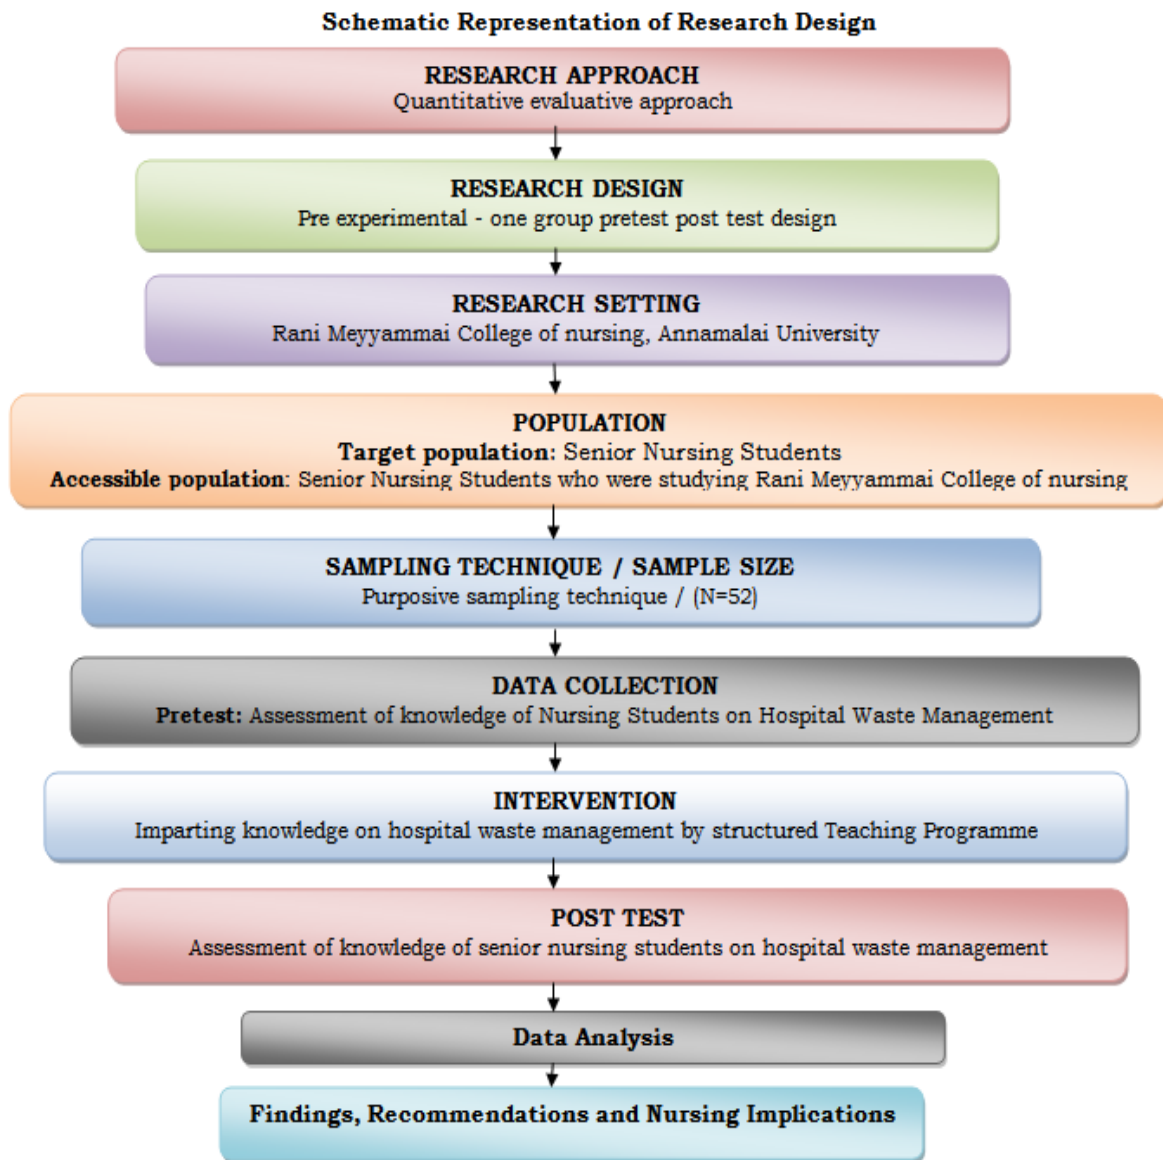 Schematic Representation of Research Design
RESEARCH APPROACH
Quantitative evaluative approach
RESEARCH DESIGN
Pre experimental - one group pretest post test design
RESEARCH SETTING
Rani Meyyammai College of nursing, Annamalai University
POPULATION
Target population: Senior Nursing Students
Accessible population: Senior Nursing Students who were studying Rani Meyyammai College of nursing
SAMPLING TECHNIQUE / SAMPLE SIZE
Purposive sampling technique / (N=52)
DATA COLLECTION
Pretest: Assessment of knowledge of Nursing Students on Hospital Waste Management
INTERVENTION
Imparting knowledge on hospital waste management by structured Teaching Programme
POST TEST
Assessment of knowledge of senior nursing students on hospital waste management
Data Analysis
Findings, Recommendations and Nursing Implications